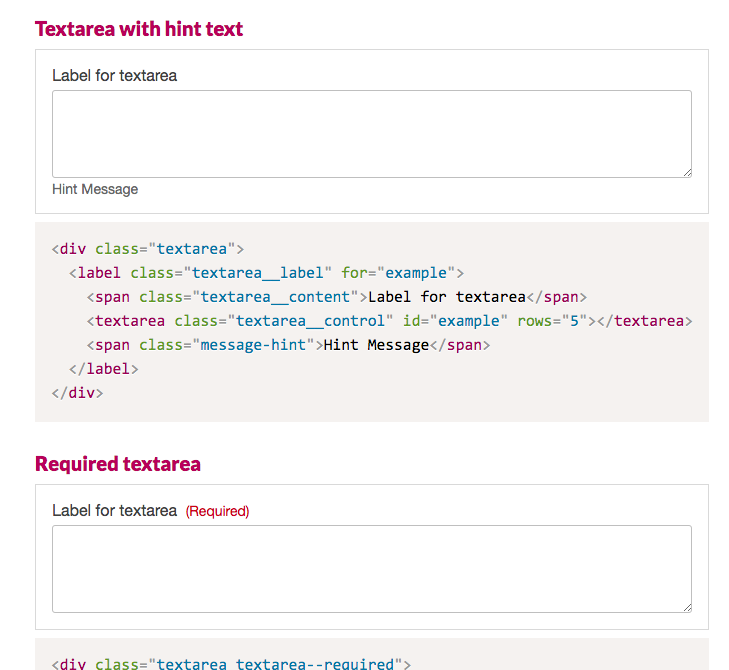 Textarea with hint text
Label for textarea
Hint Message
<div class="textarea">
  <label class="textarea__label" for="example">
    <span class="textarea__content">Label for textarea</span>
    <textarea class="textarea__control" id="example" rows="5"></textarea>
    <span class="message-hint">Hint Message</span>
  </label>
</div>
Required textarea
Label for textarea (Required)
<div class="textarea textarea--required">